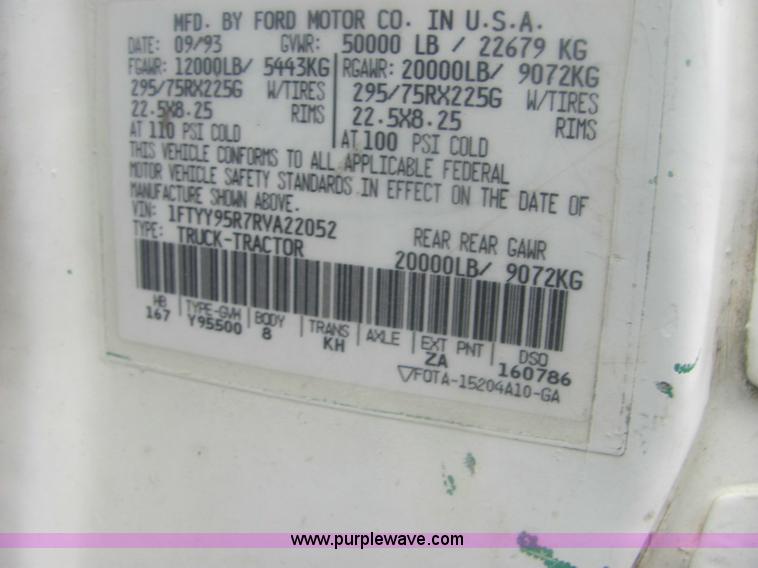 MFD. BY FORD MOTOR CO. IN U.S.A.
DATE: 09/93 GVWR: 50000 LB / 22679 KG
FGAWR: 12000LB/ 5443KG RGAWR: 20000LB/ 9072KG
295/75RX225G W/TIRES 295/75RX225G W/TIRES
22.5X8.25 RIMS 22.5X8.25 RIMS
AT 110 PSI COLD AT 100 PSI COLD
THIS VEHICLE CONFORMS TO ALL APPLICABLE FEDERAL
MOTOR VEHICLE SAFETY STANDARDS IN EFFECT ON THE DATE OF
MANUFACTURE SHOWN ABOVE.
VIN: 1FTYY95R7RVA22052
TYPE: TRUCK-TRACTOR REAR REAR GAWR
20000LB/ 9072KG
WB TYPE-GVW BODY TRANS AXLE EXT PNT DSO
167 Y95500 8 KH ZA 160786
▽FOTA-15204A10-GA
www.purplewave.com